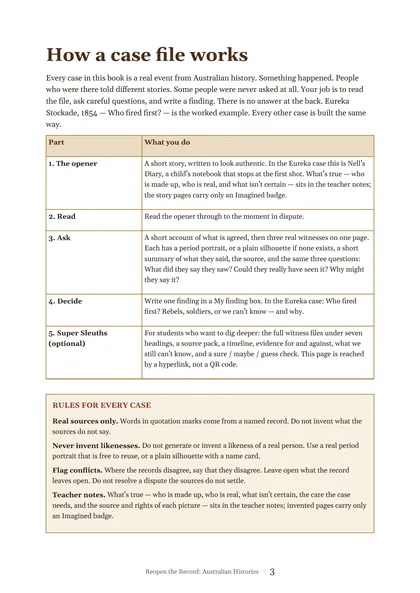 How a case file works
Every case in this book is a real event from Australian history. Something happened. People
who were there told different stories. Some people were never asked at all. Your job is to read
the file, ask careful questions, and write a finding. There is no answer at the back. Eureka
Stockade, 1854 — Who fired first? — is the worked example. Every other case is built the same
way.
Part
What you do
1. The opener
A short story, written to look authentic. In the Eureka case this is Nell's
Diary, a child's notebook that stops at the first shot. What's true — who
is made up, who is real, and what isn't certain — sits in the teacher notes;
the story pages carry only an Imagined badge.
2. Read
Read the opener through to the moment in dispute.
3. Ask
A short account of what is agreed, then three real witnesses on one page.
Each has a period portrait, or a plain silhouette if none exists, a short
summary of what they said, the source, and the same three questions:
What did they say they saw? Could they really have seen it? Why might
they say it?
4. Decide
Write one finding in a My finding box. In the Eureka case: Who fired
first? Rebels, soldiers, or we can't know — and why.
5. Super Sleuths
(optional)
For students who want to dig deeper: the full witness files under seven
headings, a source pack, a timeline, evidence for and against, what we
still can't know, and a sure / maybe / guess check. This page is reached
by a hyperlink, not a QR code.
RULES FOR EVERY CASE
Real sources only. Words in quotation marks come from a named record. Do not invent what the
sources do not say.
Never invent likenesses. Do not generate or invent a likeness of a real person. Use a real period
portrait that is free to reuse, or a plain silhouette with a name card.
Flag conflicts. Where the records disagree, say that they disagree. Leave open what the record
leaves open. Do not resolve a dispute the sources do not settle.
Teacher notes. What's true — who is made up, who is real, what isn't certain, the care the case
needs, and the source and rights of each picture — sits in the teacher notes; invented pages carry only
an Imagined badge.
Reopen the Record: Australian Histories · 3